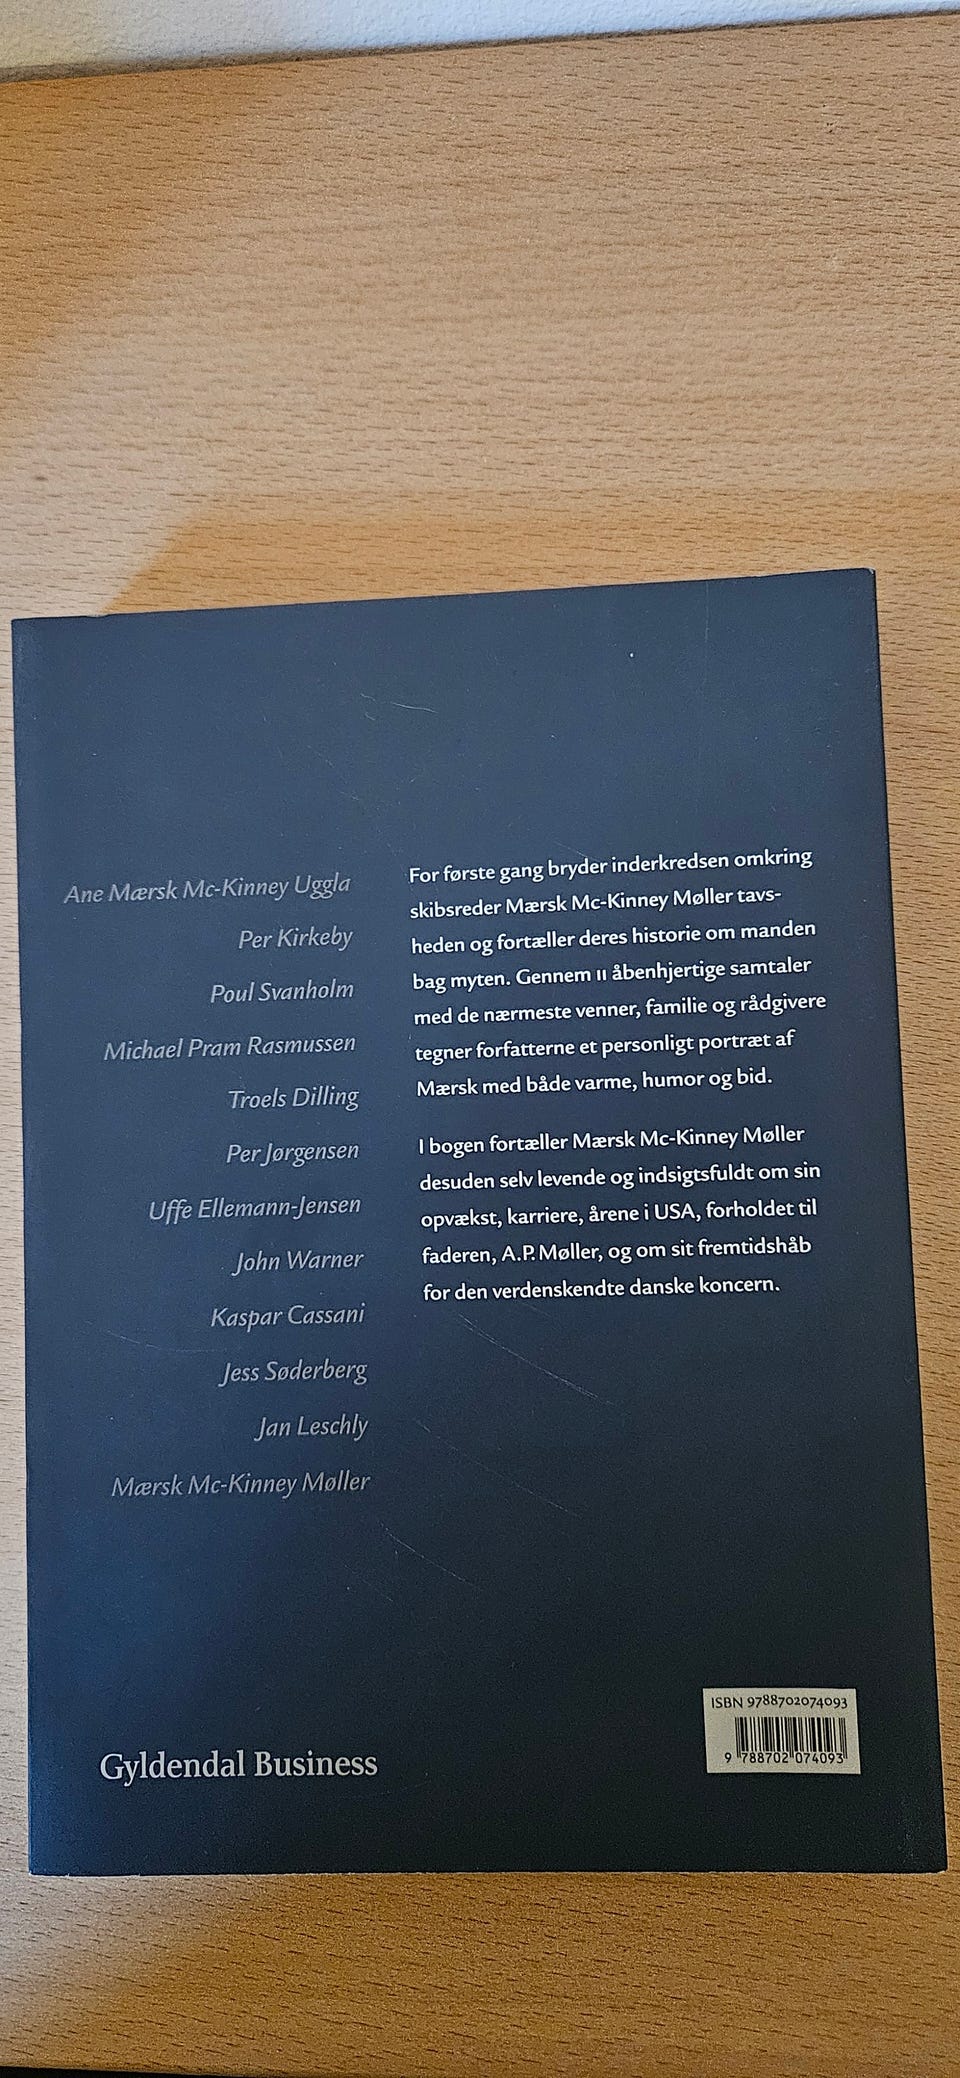 Ane Mærsk Mc-Kinney Uggla
Per Kirkeby
Poul Svanholm
Michael Pram Rasmussen
Troels Dilling
Per Jørgensen
Uffe Ellemann-Jensen
John Warner
Kaspar Cassani
Jess Søderberg
Jan Leschly
Mærsk Mc-Kinney Møller
For første gang bryder inderkredsen omkring
skibsreder Mærsk Mc-Kinney Møller tavs-
heden og fortæller deres historie om manden
bag myten. Gennem 11 åbenhjertige samtaler
med de nærmeste venner, familie og rådgivere
tegner forfatterne et personligt portræt af
Mærsk med både varme, humor og bid.
I bogen fortæller Mærsk Mc-Kinney Møller
desuden selv levende og indsigtsfuldt om sin
opvækst, karriere, årene i USA, forholdet til
faderen, A.P. Møller, og om sit fremtidshåb
for den verdenskendte danske koncern.
Gyldendal Business
ISBN 9788702074093
9 788702 074093